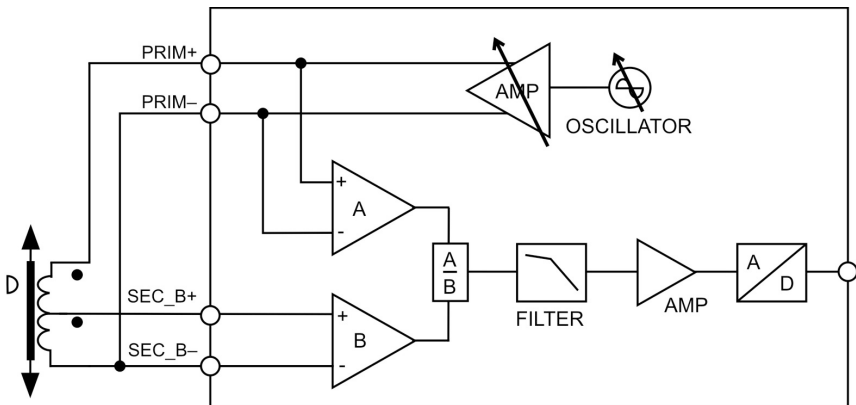 PRIM+
PRIM–
AMP
OSCILLATOR
+
A
-
D
SEC_B+
SEC_B–
+
B
-
A
B
FILTER
AMP
A
D